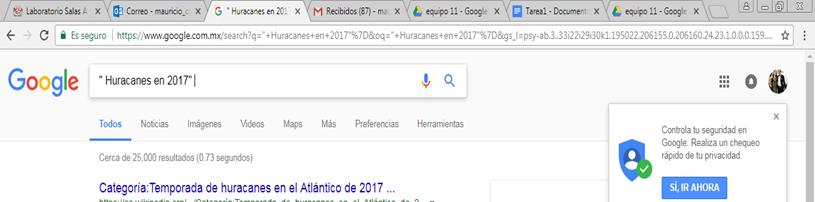 Laboratorio Salas A
Correo - mauricio_c
" Huracanes en 2017
Recibidos (87) - mau
equipo 11 - Google
Tarea1 - Document
equipo 11 - Google
Es seguro
https://www.google.com.mx/search?q="+Huracanes+en+2017"%7D&oq="+Huracanes+en+2017"%7D&gs_l=psy-ab.3..33i22i29i30k1.195022.206155.0.206160.24.23.1.0.0.0.159...
Google
" Huracanes en 2017"
Todos Noticias Imágenes Videos Maps Más Preferencias Herramientas
Cerca de 25,000 resultados (0.73 segundos)
Categoría:Temporada de huracanes en el Atlántico de 2017 ...
Controla tu seguridad en
Google. Realiza un chequeo
rápido de tu privacidad.
SÍ, IR AHORA